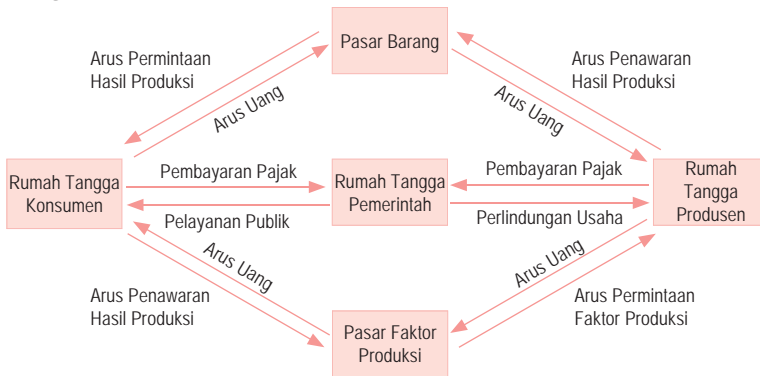 Pasar Barang
Arus Permintaan
Hasil Produksi
Arus Penawaran
Hasil Produksi
Arus Uang
Arus Uang
Rumah Tangga
Konsumen
Pembayaran Pajak
Pelayanan Publik
Rumah Tangga
Pemerintah
Pembayaran Pajak
Perlindungan Usaha
Rumah
Tangga
Produsen
Arus Uang
Arus Uang
Arus Penawaran
Hasil Produksi
Arus Permintaan
Faktor Produksi
Pasar Faktor
Produksi